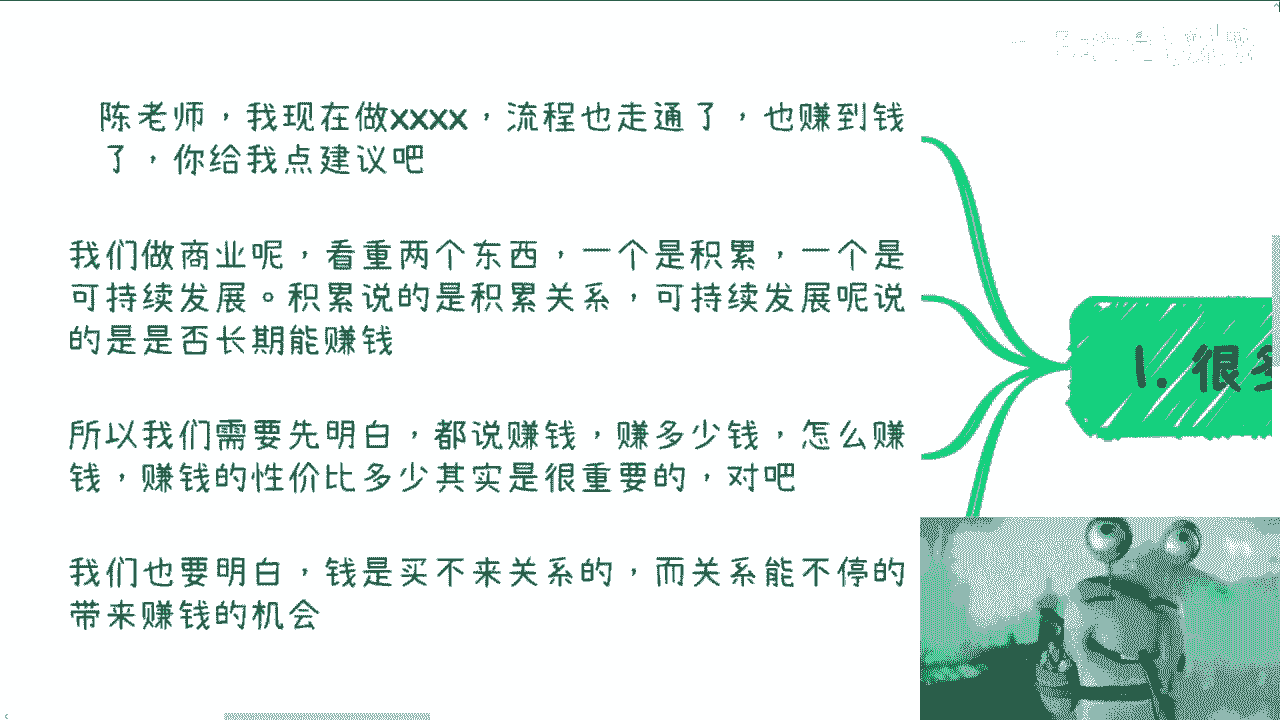 陈老师，我现在做xxxx，流程也走通了，也赚到钱
了，你给我点建议吧
我们做商业呢，看重两个东西，一个是积累，一个是
可持续发展。积累说的是积累关系，可持续发展呢说
的是是否长期能赚钱
所以我们需要先明白，都说赚钱，赚多少钱，怎么赚
钱，赚钱的性价比多少其实是很重要的，对吧
我们也要明白，钱是买不来关系的，而关系能不停的
带来赚钱的机会
1. 很多